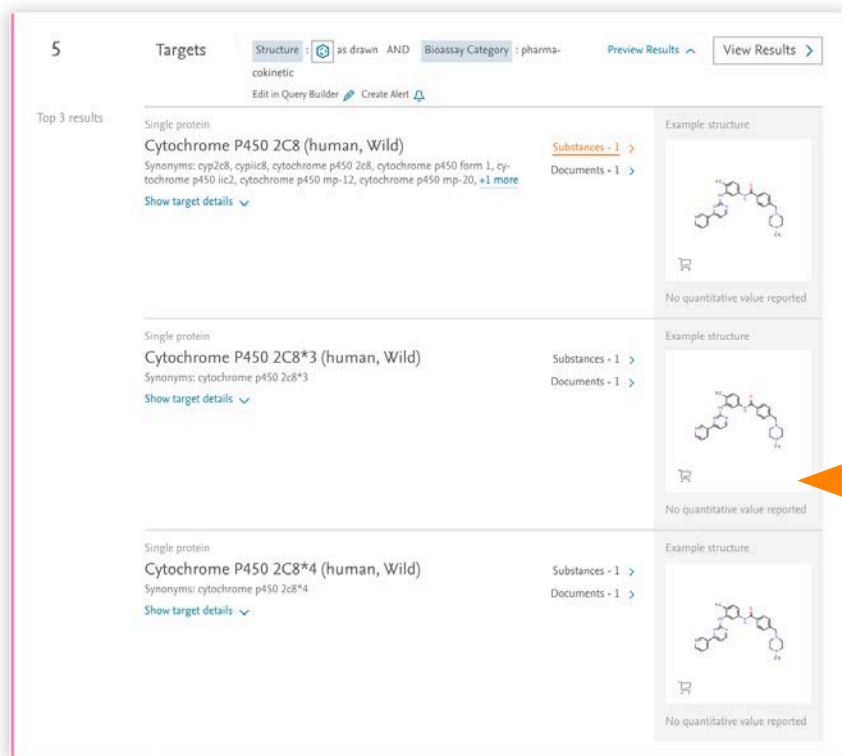 5 Targets Structure : as drawn AND Bioassay Category : pharma-
cokinetic
Preview Results View Results
Edit in Query Builder Create Alert
Top 3 results
Single protein
Cytochrome P450 2C8 (human, Wild)
Synonyms: cyp2c8, cypiic8, cytochrome p450 2c8, cytochrome p450 form 1, cy-
tochrome p450 iic2, cytochrome p450 mp-12, cytochrome p450 mp-20, +1 more
Show target details
Substances - 1 >
Documents - 1 >
Example structure
No quantitative value reported
Single protein
Cytochrome P450 2C8*3 (human, Wild)
Synonyms: cytochrome p450 2c8*3
Show target details
Substances - 1 >
Documents - 1 >
Example structure
No quantitative value reported
Single protein
Cytochrome P450 2C8*4 (human, Wild)
Synonyms: cytochrome p450 2c8*4
Show target details
Substances - 1 >
Documents - 1 >
Example structure
No quantitative value reported